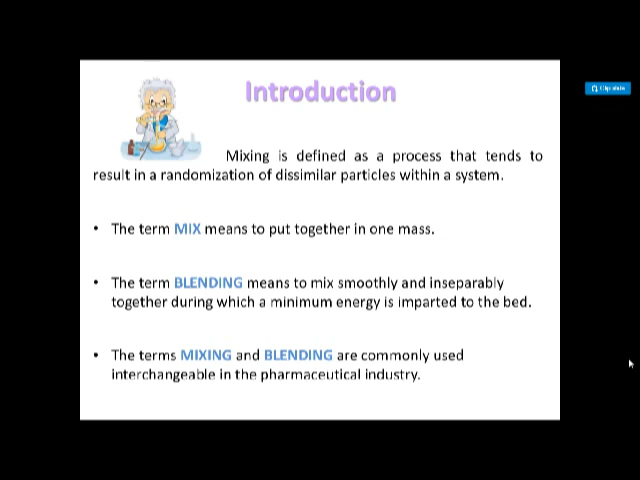 Introduction
Mixing is defined as a process that tends to
result in a randomization of dissimilar particles within a system.
• The term MIX means to put together in one mass.
• The term BLENDING means to mix smoothly and inseparably
together during which a minimum energy is imparted to the bed.
• The terms MIXING and BLENDING are commonly used
interchangeable in the pharmaceutical industry.